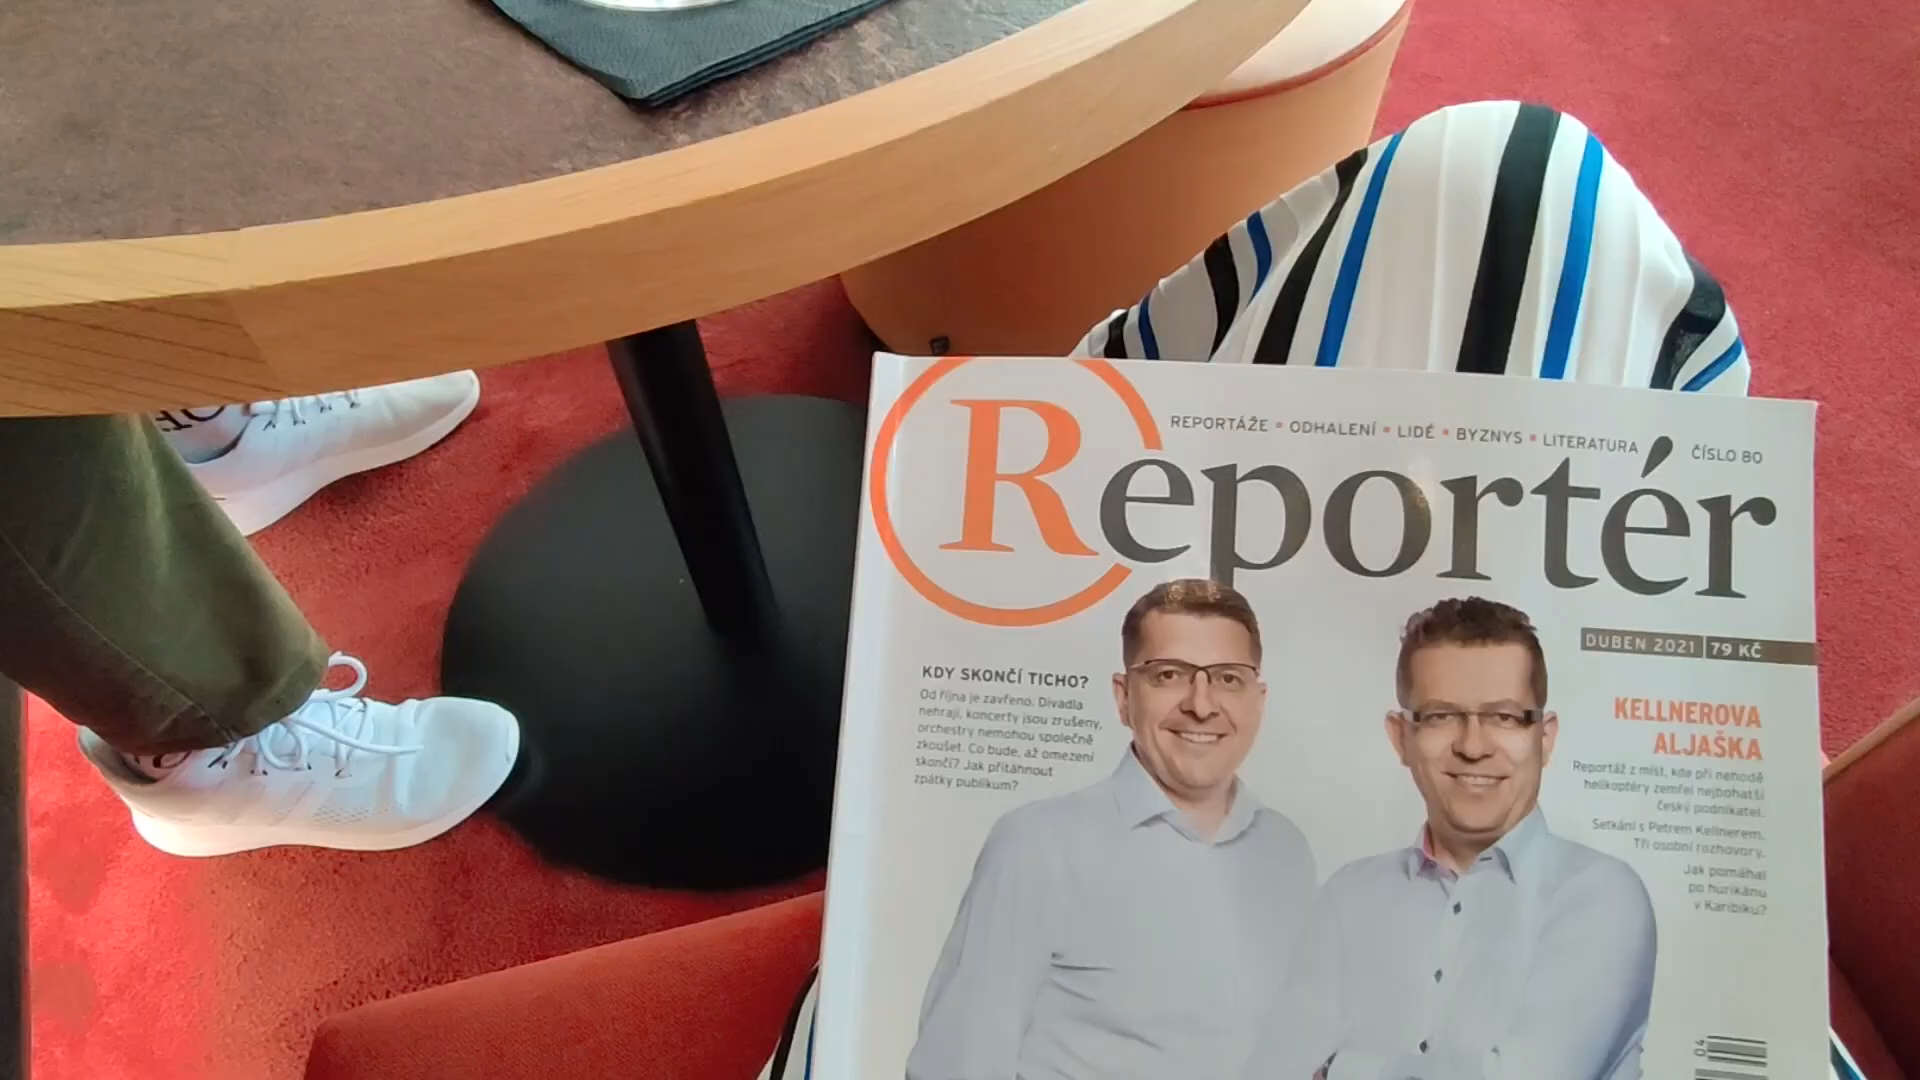 REPORTÁŽE • ODHALENÍ • LIDÉ • BYZNYS • LITERATURA
ČÍSLO 80
Reportér
DUBEN 2021 79 KČ
KDY SKONČÍ TICHO?
Od října je zavřeno. Divadla
nehrají, koncerty jsou zrušeny,
orchestry nemohou společně
zkoušet. Co bude, až omezení
skončí? Jak přitáhnout
zpátky publikum?
KELLNEROVA
ALJAŠKA
Reportáž z míst, kde při nehodě
helikoptéry zemřel nejbohatší
český podnikatel.
Setkání s Petrem Kellnerem.
Tři osobní rozhovory.
Jak pomáhal
po hurikánu
v Karibiku?
04